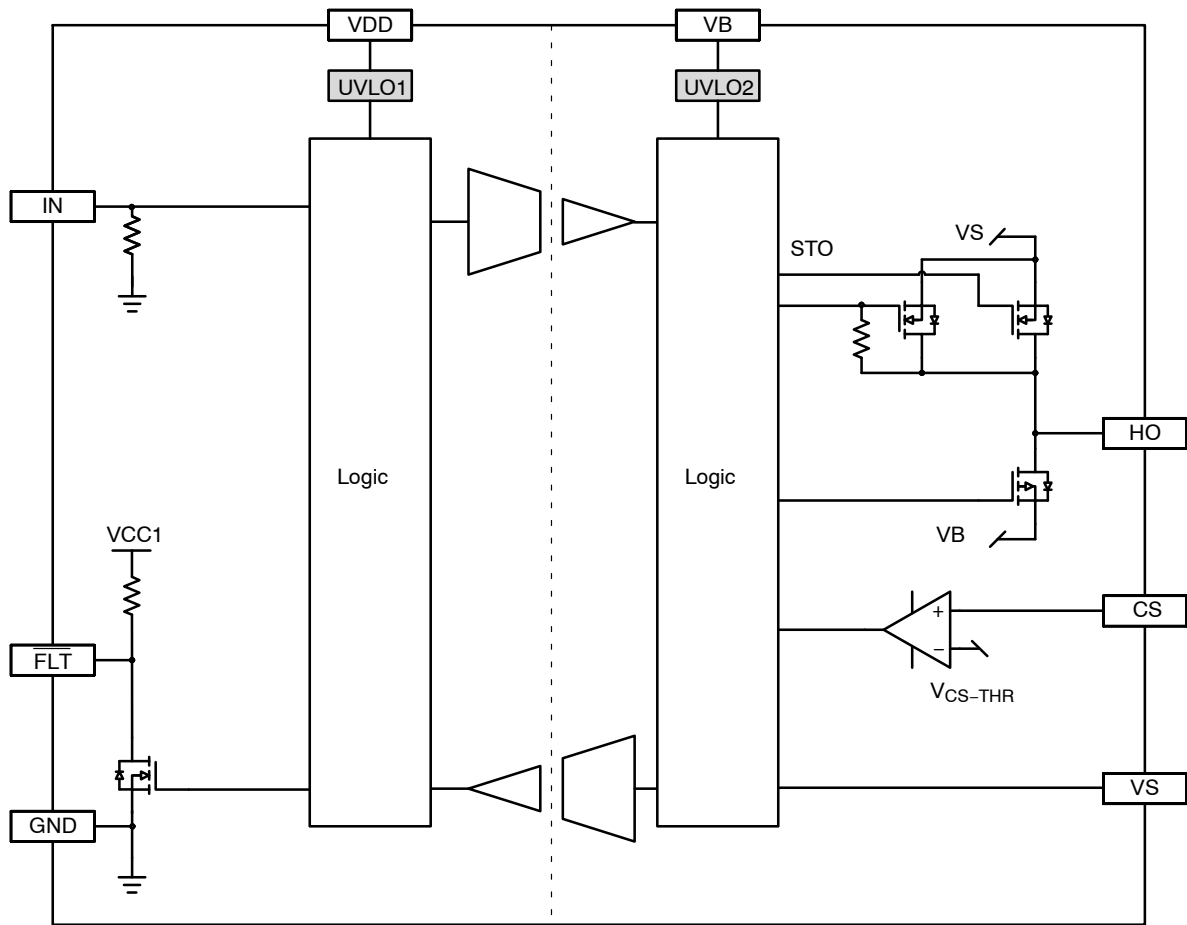 VDD
VB
UVLO1
UVLO2
IN
VS
STO
HO
Logic
Logic
VCC1
VB
CS
+
−
FLT
VCS−THR
VS
GND